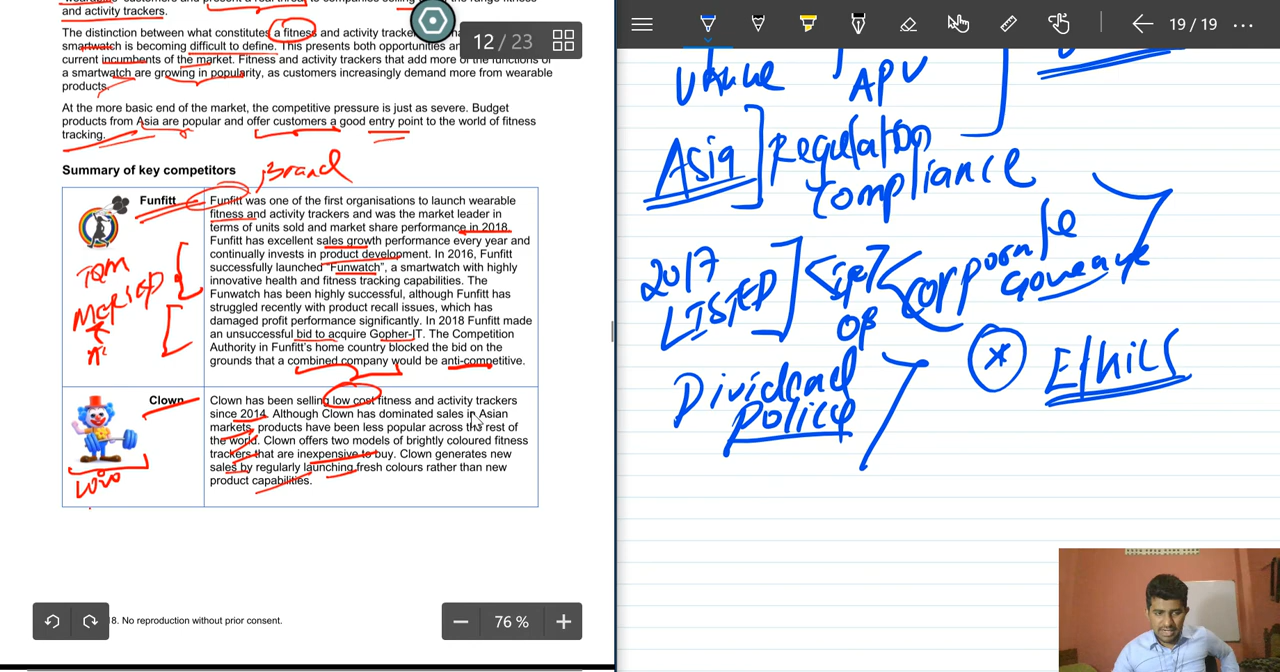 and activity trackers.
The distinction between what constitutes a fitness and activity
smartwatch is becoming difficult to define. This presents both opportunities
current incumbents of the market. Fitness and activity trackers that add more of the functions of
a smartwatch are growing in popularity, as customers increasingly demand more from wearable
products.
At the more basic end of the market, the competitive pressure is just as severe. Budget
products from Asia are popular and offer customers a good entry point to the world of fitness
tracking.
12 / 23
Summary of key competitors
Brand
Funfitt
Funfitt was one of the first organisations to launch wearable
fitness and activity trackers and was the market leader in
terms of units sold and market share performance in 2018.
Funfitt has excellent sales growth performance every year and
continually invests in product development. In 2016, Funfitt
successfully launched "Funwatch", a smartwatch with highly
innovative health and fitness tracking capabilities. The
Funwatch has been highly successful, although Funfitt has
struggled recently with product recall issues, which has
damaged profit performance significantly. In 2018 Funfitt made
an unsuccessful bid to acquire Gopher-IT. The Competition
Authority in Funfitt's home country blocked the bid on the
grounds that a combined company would be anti-competitive.
TQM
Clown
Clown has been selling low cost fitness and activity trackers
since 2014. Although Clown has dominated sales in Asian
markets, products have been less popular across the rest of
the world. Clown offers two models of brightly coloured fitness
trackers that are inexpensive to buy. Clown generates new
sales by regularly launching fresh colours rather than new
product capabilities.
LOGO
8. No reproduction without prior consent.
76 %
19 / 19
Value
APV
Asia
Regulation
compliance
2017
LISTED
Corporate
Governance
Dividend
policy
Ethics